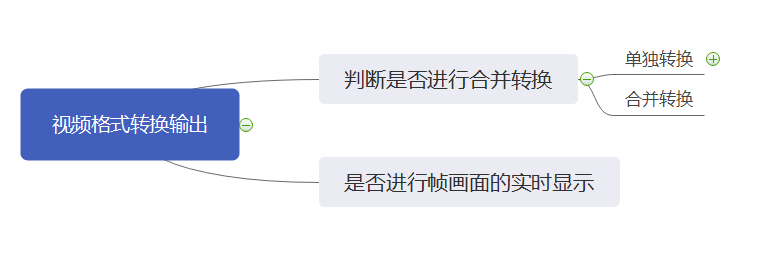 视频格式转换输出
判断是否进行合并转换
单独转换
合并转换
是否进行帧画面的实时显示